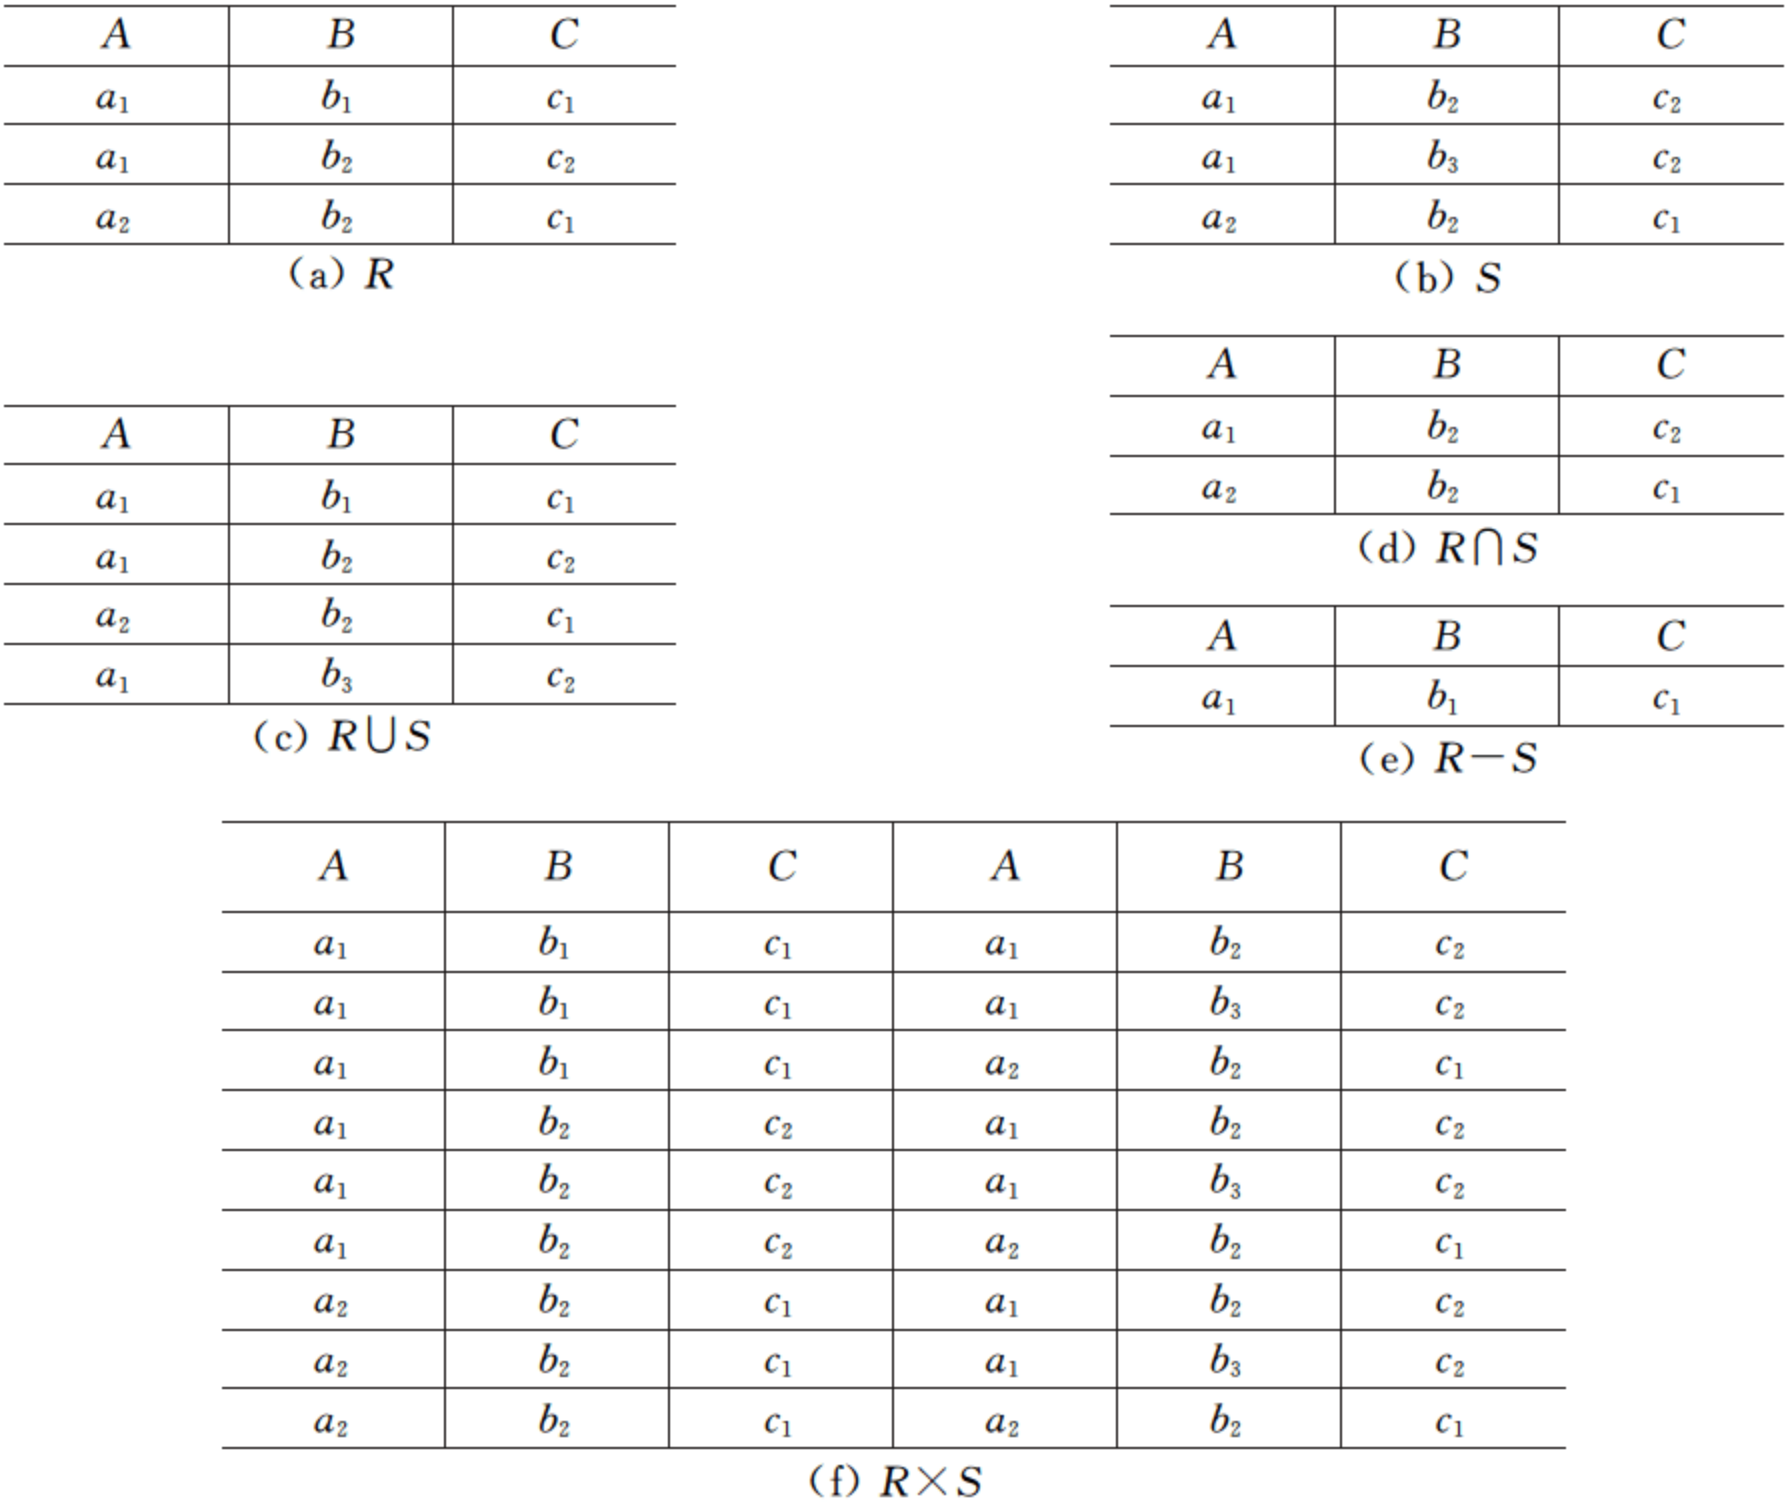 A B C
a₁ b₁ c₁
a₁ b₂ c₂
a₂ b₂ c₁
(a) R
A B C
a₁ b₂ c₂
a₁ b₃ c₂
a₂ b₂ c₁
(b) S
A B C
a₁ b₁ c₁
a₁ b₂ c₂
a₂ b₂ c₁
a₁ b₃ c₂
(c) R∪S
A B C
a₁ b₂ c₂
a₂ b₂ c₁
(d) R∩S
A B C
a₁ b₁ c₁
(e) R−S
A B C A B C
a₁ b₁ c₁ a₁ b₂ c₂
a₁ b₁ c₁ a₁ b₃ c₂
a₁ b₁ c₁ a₂ b₂ c₁
a₁ b₂ c₂ a₁ b₂ c₂
a₁ b₂ c₂ a₁ b₃ c₂
a₁ b₂ c₂ a₂ b₂ c₁
a₂ b₂ c₁ a₁ b₂ c₂
a₂ b₂ c₁ a₁ b₃ c₂
a₂ b₂ c₁ a₂ b₂ c₁
(f) R×S